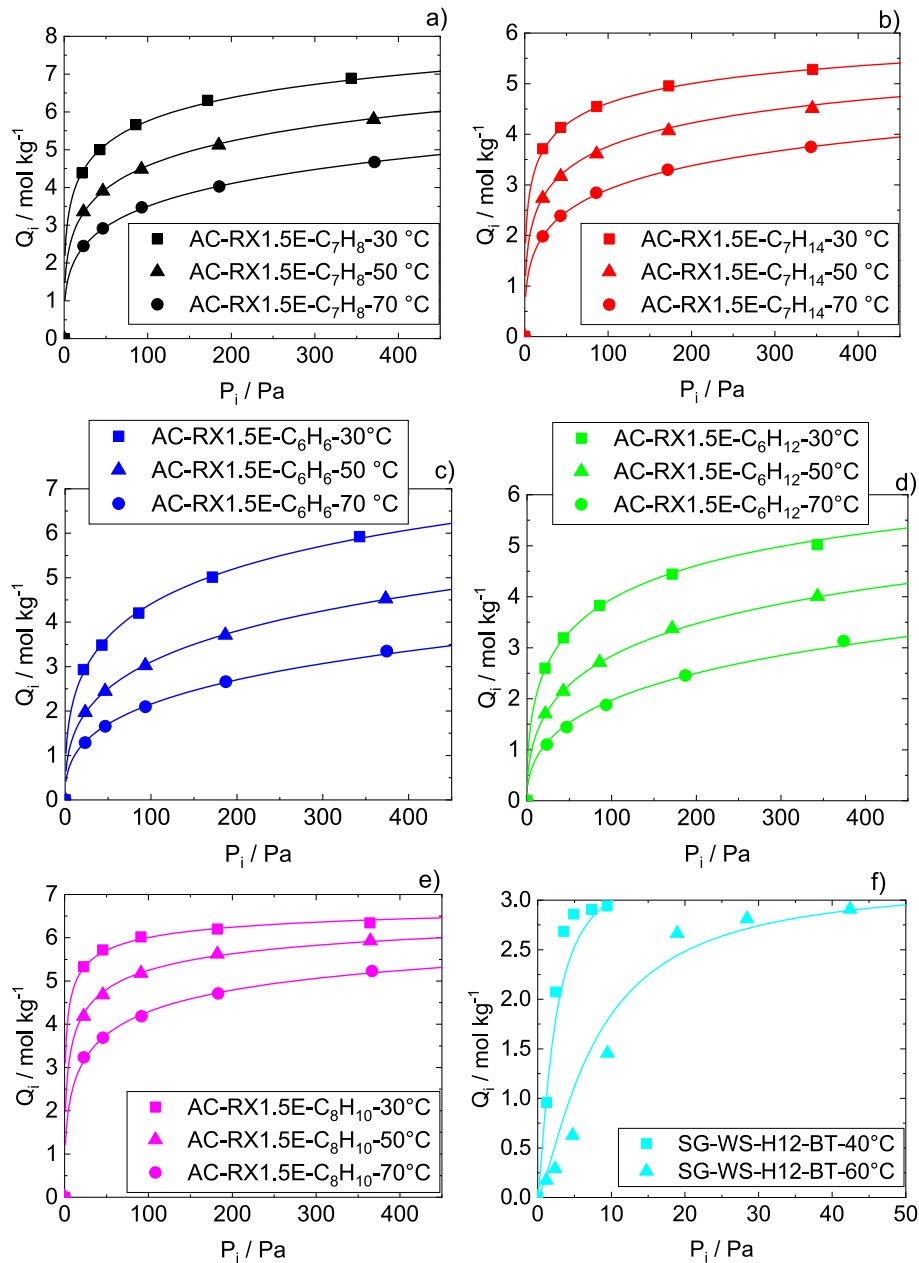 a)
8
7
6
5
4
3
2
1
0
Q_i / mol kg⁻¹
AC-RX1.5E-C₇H₈-30 °C
AC-RX1.5E-C₇H₈-50 °C
AC-RX1.5E-C₇H₈-70 °C
0 100 200 300 400
P_i / Pa
b)
6
5
4
3
2
1
0
Q_i / mol kg⁻¹
AC-RX1.5E-C₇H₁₄-30 °C
AC-RX1.5E-C₇H₁₄-50 °C
AC-RX1.5E-C₇H₁₄-70 °C
0 100 200 300 400
P_i / Pa
AC-RX1.5E-C₆H₆-30°C
AC-RX1.5E-C₆H₆-50 °C
AC-RX1.5E-C₆H₆-70 °C
c)
7
6
5
4
3
2
1
0
Q_i / mol kg⁻¹
0 100 200 300 400
P_i / Pa
AC-RX1.5E-C₆H₁₂-30°C
AC-RX1.5E-C₆H₁₂-50°C
AC-RX1.5E-C₆H₁₂-70°C
d)
6
5
4
3
2
1
0
Q_i / mol kg⁻¹
0 100 200 300 400
P_i / Pa
e)
7
6
5
4
3
2
1
0
Q_i / mol kg⁻¹
AC-RX1.5E-C₈H₁₀-30°C
AC-RX1.5E-C₈H₁₀-50°C
AC-RX1.5E-C₈H₁₀-70°C
0 100 200 300 400
P_i / Pa
f)
3.0
2.5
2.0
1.5
1.0
0.5
0.0
Q_i / mol kg⁻¹
SG-WS-H12-BT-40°C
SG-WS-H12-BT-60°C
0 10 20 30 40 50
P_i / Pa